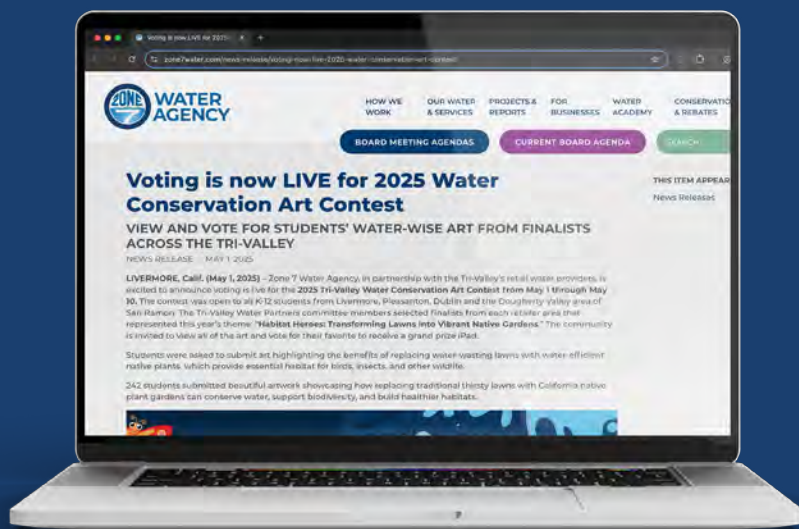 Voting is now LIVE for 2025
zone7water.com/news-release/voting-now-live-2025-water-conservation-art-contest
ZONE 7
WATER
AGENCY
HOW WE
WORK
OUR WATER
& SERVICES
PROJECTS &
REPORTS
FOR
BUSINESSES
WATER
ACADEMY
CONSERVATIO
& REBATES
BOARD MEETING AGENDAS
CURRENT BOARD AGENDA
SEARCH
Voting is now LIVE for 2025 Water
Conservation Art Contest
THIS ITEM APPEAR
News Releases
VIEW AND VOTE FOR STUDENTS' WATER-WISE ART FROM FINALISTS
ACROSS THE TRI-VALLEY
NEWS RELEASE MAY 1 2025
LIVERMORE, Calif. (May 1, 2025) – Zone 7 Water Agency, in partnership with the Tri-Valley's retail water providers, is
excited to announce voting is live for the 2025 Tri-Valley Water Conservation Art Contest from May 1 through May
10. The contest was open to all K-12 students from Livermore, Pleasanton, Dublin and the Dougherty Valley area of
San Ramon. The Tri-Valley Water Partners committee members selected finalists from each retailer area that
represented this year's theme: "Habitat Heroes: Transforming Lawns into Vibrant Native Gardens." The community
is invited to view all of the art and vote for their favorite to receive a grand prize iPad.
Students were asked to submit art highlighting the benefits of replacing water-wasting lawns with water-efficient
native plants, which provide essential habitat for birds, insects, and other wildlife.
242 students submitted beautiful artwork showcasing how replacing traditional thirsty lawns with California native
plant gardens can conserve water, support biodiversity, and build healthier habitats.